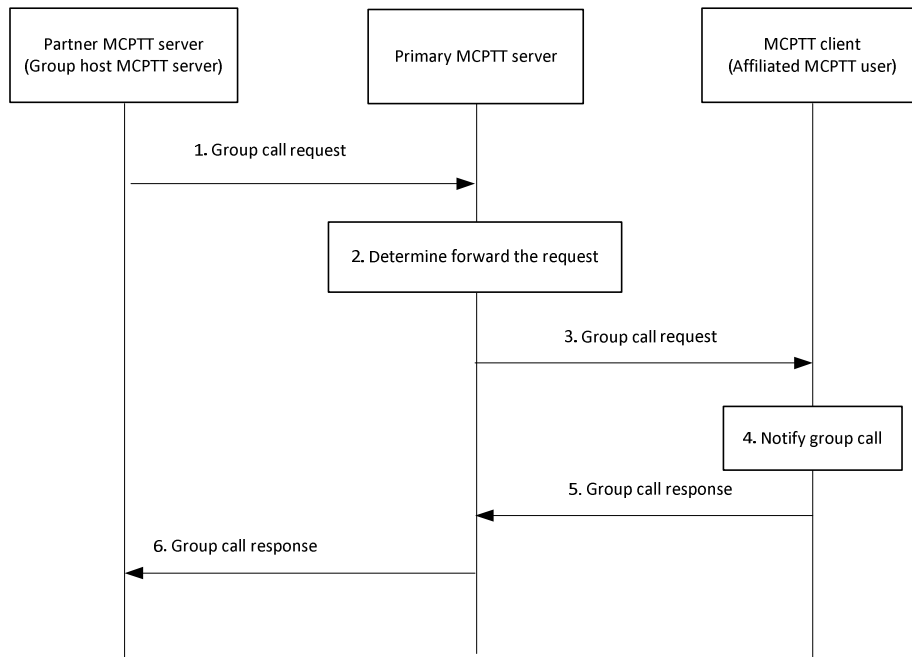 Partner MCPTT server
(Group host MCPTT server)
Primary MCPTT server
MCPTT client
(Affiliated MCPTT user)
1. Group call request
2. Determine forward the request
3. Group call request
4. Notify group call
5. Group call response
6. Group call response